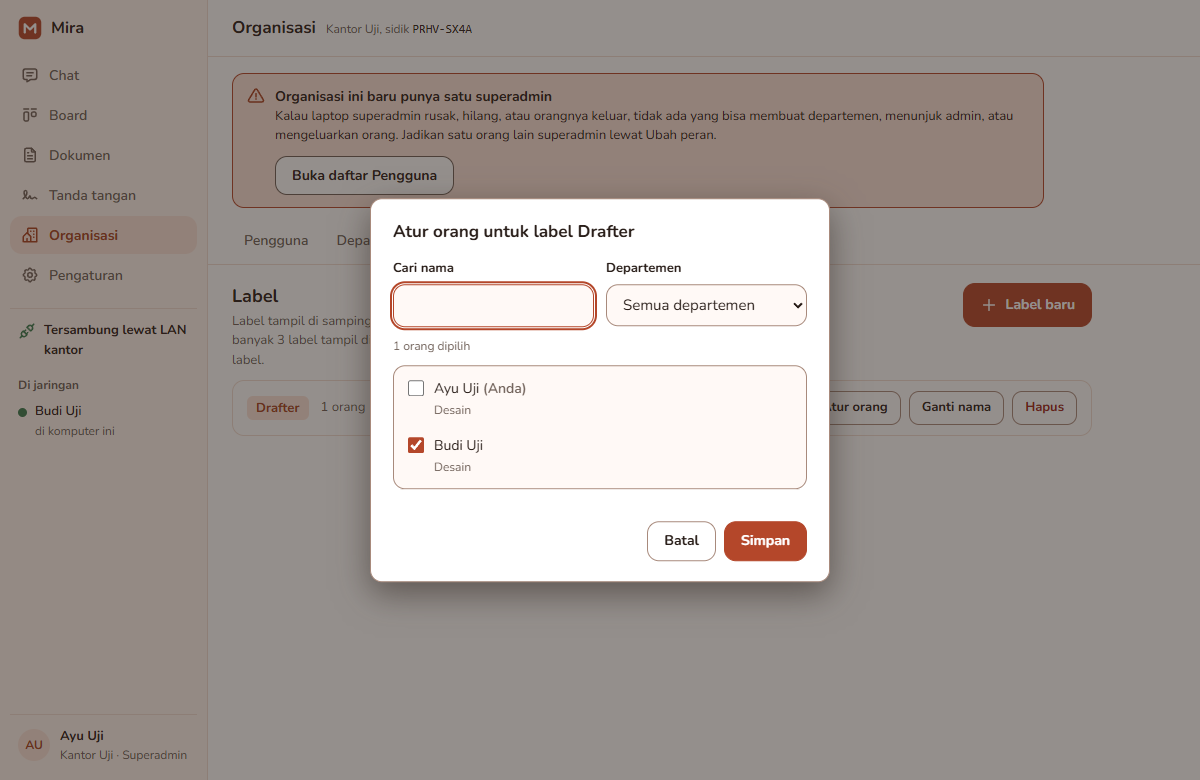 Mira
Chat
Board
Dokumen
Tanda tangan
Organisasi
Pengaturan
Tersambung lewat LAN
kantor
Di jaringan
Budi Uji
di komputer ini
AU
Ayu Uji
Kantor Uji · Superadmin
Organisasi Kantor Uji, sidik PRHV-SX4A
Organisasi ini baru punya satu superadmin
Kalau laptop superadmin rusak, hilang, atau orangnya keluar, tidak ada yang bisa membuat departemen, menunjuk admin, atau
mengeluarkan orang. Jadikan satu orang lain superadmin lewat Ubah peran.
Buka daftar Pengguna
Pengguna
Label
Label baru
Label tampil di samping
banyak 3 label tampil
label.
Drafter
1 orang
orang
Ganti nama
Hapus
Atur orang untuk label Drafter
Cari nama
Departemen
Semua departemen
1 orang dipilih
Ayu Uji (Anda)
Desain
Budi Uji
Desain
Batal
Simpan